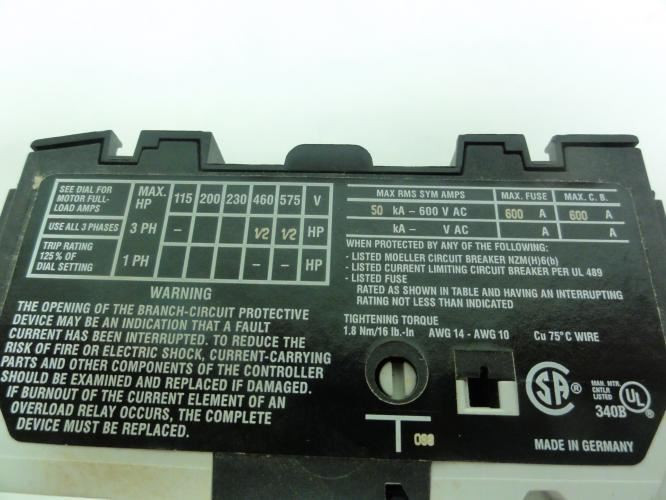 SEE DIAL FOR MOTOR FULL-LOAD AMPS MAX. HP 115 200 230 460 575 V
USE ALL 3 PHASES 3 PH – 1/2 1/2 HP
TRIP RATING 125 % OF DIAL SETTING 1 PH – – HP
MAX RMS SYM AMPS MAX. FUSE MAX. C. B.
50 kA – 600 V AC 600 A 600 A
kA – V AC A A
WHEN PROTECTED BY ANY OF THE FOLLOWING:
- LISTED MOELLER CIRCUIT BREAKER NZM(H)6(b)
- LISTED CURRENT LIMITING CIRCUIT BREAKER PER UL 489
- LISTED FUSE
RATED AS SHOWN IN TABLE AND HAVING AN INTERRUPTING
RATING NOT LESS THAN INDICATED
TIGHTENING TORQUE
1.8 Nm/16 lb.-In AWG 14 - AWG 10 Cu 75°C WIRE
WARNING
THE OPENING OF THE BRANCH-CIRCUIT PROTECTIVE
DEVICE MAY BE AN INDICATION THAT A FAULT
CURRENT HAS BEEN INTERRUPTED. TO REDUCE THE
RISK OF FIRE OR ELECTRIC SHOCK, CURRENT-CARRYING
PARTS AND OTHER COMPONENTS OF THE CONTROLLER
SHOULD BE EXAMINED AND REPLACED IF DAMAGED.
IF BURNOUT OF THE CURRENT ELEMENT OF AN
OVERLOAD RELAY OCCURS, THE COMPLETE
DEVICE MUST BE REPLACED.
SA
MAN. MTR.
CNTLR
LISTED
340B
UL
®
MADE IN GERMANY